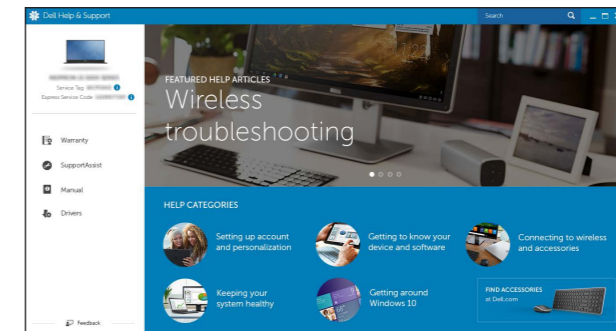 Dell Help & Support
Search
Service Tag:
Express Service Code:
Warranty
SupportAssist
Manual
Drivers
Feedback
FEATURED HELP ARTICLES
Wireless
troubleshooting
HELP CATEGORIES
Setting up account
and personalization
Getting to know your
device and software
Connecting to wireless
and accessories
Keeping your
system healthy
Getting around
Windows 10
FIND ACCESSORIES
at Dell.com